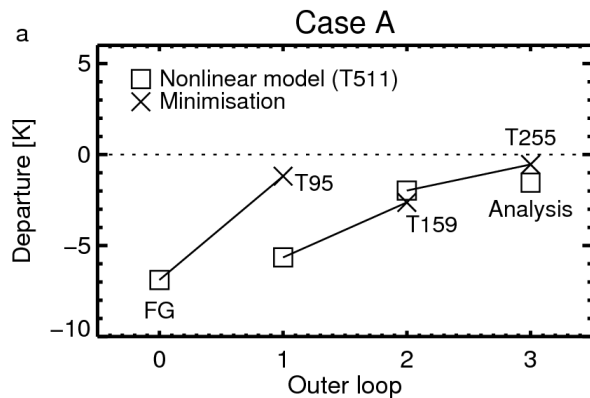 a
Case A
Departure [K]
5
0
−5
−10
Nonlinear model (T511)
Minimisation
T95
T255
Analysis
T159
FG
0 1 2 3
Outer loop